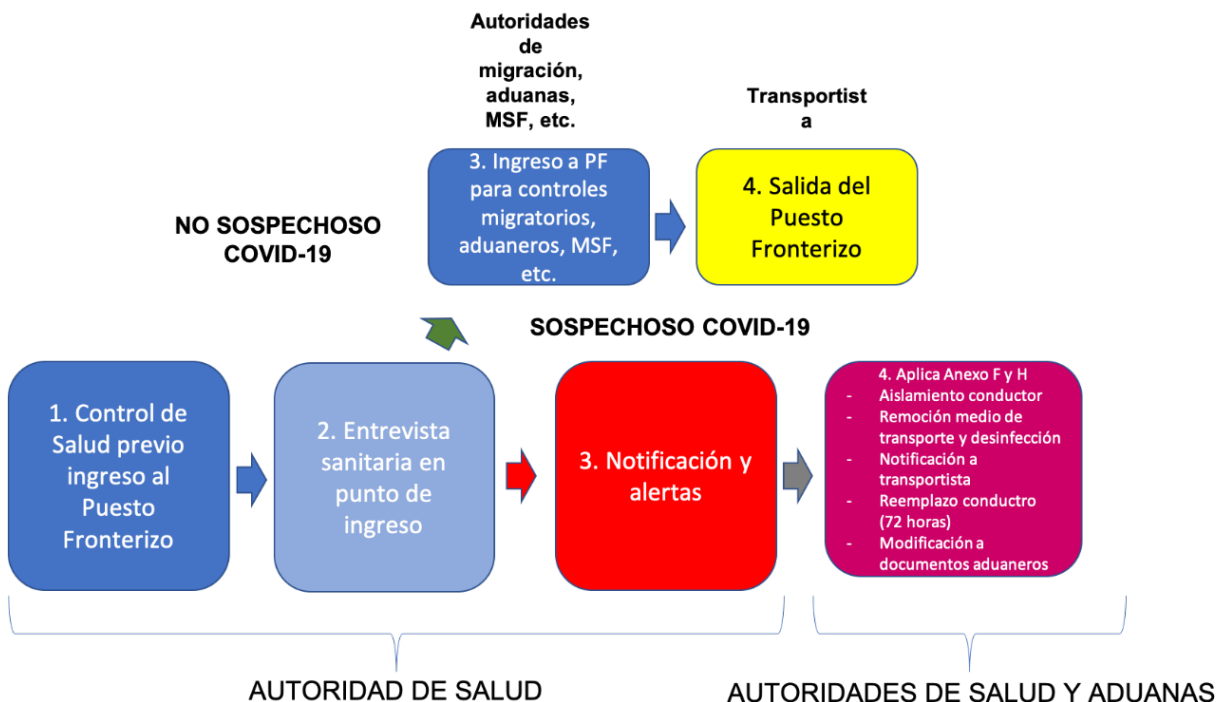 Autoridades
de
migración,
aduanas,
MSF, etc.
Transportist
a
3. Ingreso a PF
para controles
migratorios,
aduaneros, MSF,
etc.
4. Salida del
Puesto
Fronterizo
NO SOSPECHOSO
COVID-19
SOSPECHOSO COVID-19
1. Control de
Salud previo
ingreso al
Puesto
Fronterizo
2. Entrevista
sanitaria en
punto de
ingreso
3. Notificación y
alertas
4. Aplica Anexo F y H
- Aislamiento conductor
- Remoción medio de
transporte y desinfección
- Notificación a
transportista
- Reemplazo conductro
(72 horas)
- Modificación a
documentos aduaneros
AUTORIDAD DE SALUD
AUTORIDADES DE SALUD Y ADUANAS